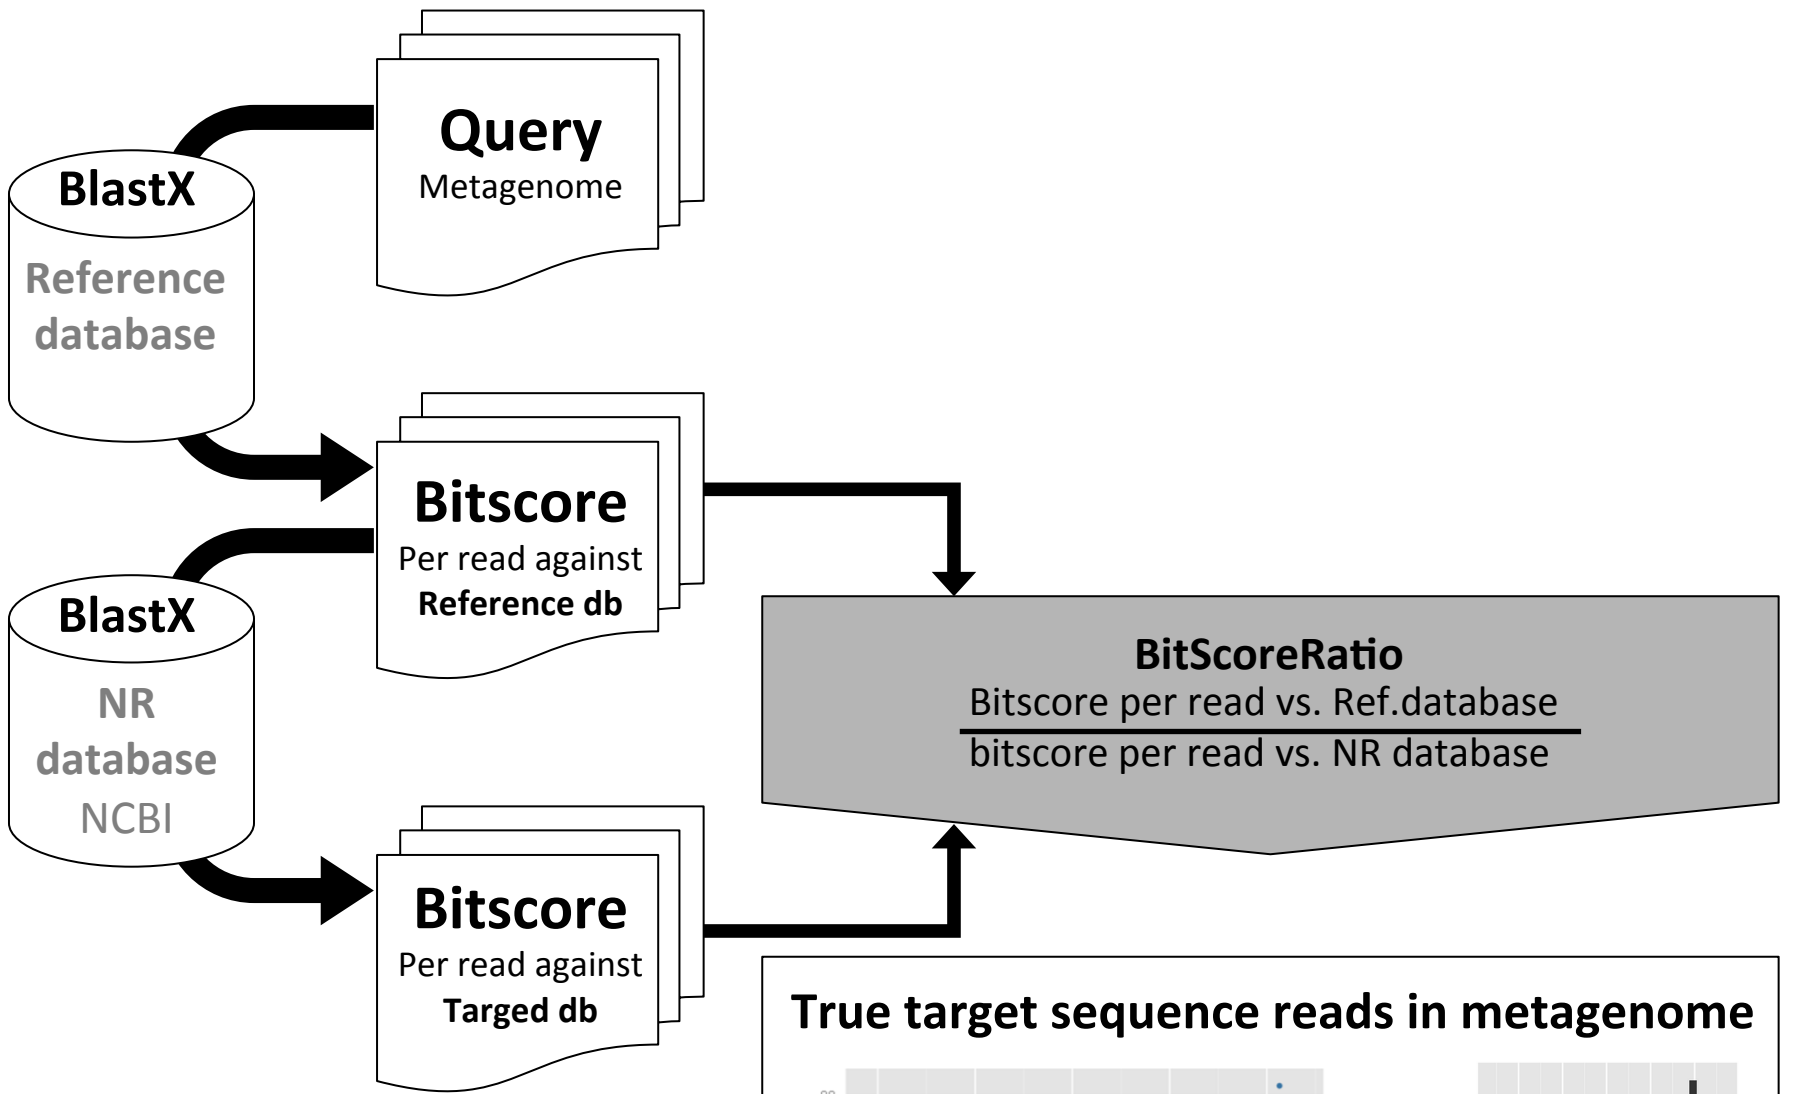 Query
Metagenome
BlastX
Reference
database
Bitscore
Per read against
Reference db
BlastX
NR
database
NCBI
BitScoreRatio
Bitscore per read vs. Ref.database
bitscore per read vs. NR database
Bitscore
Per read against
Targed db
True target sequence reads in metagenome